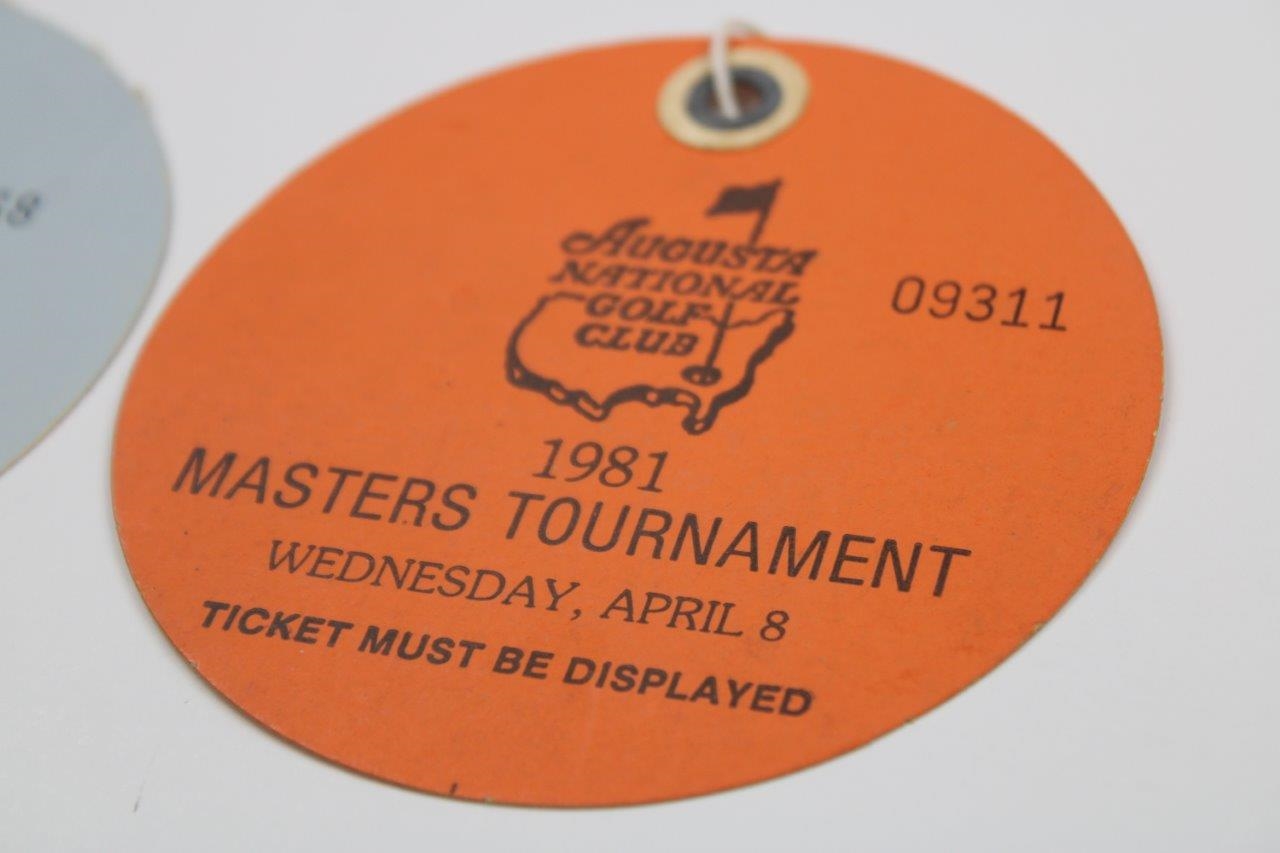 Augusta
National
Golf
Club
09311
1981
MASTERS TOURNAMENT
WEDNESDAY, APRIL 8
TICKET MUST BE DISPLAYED